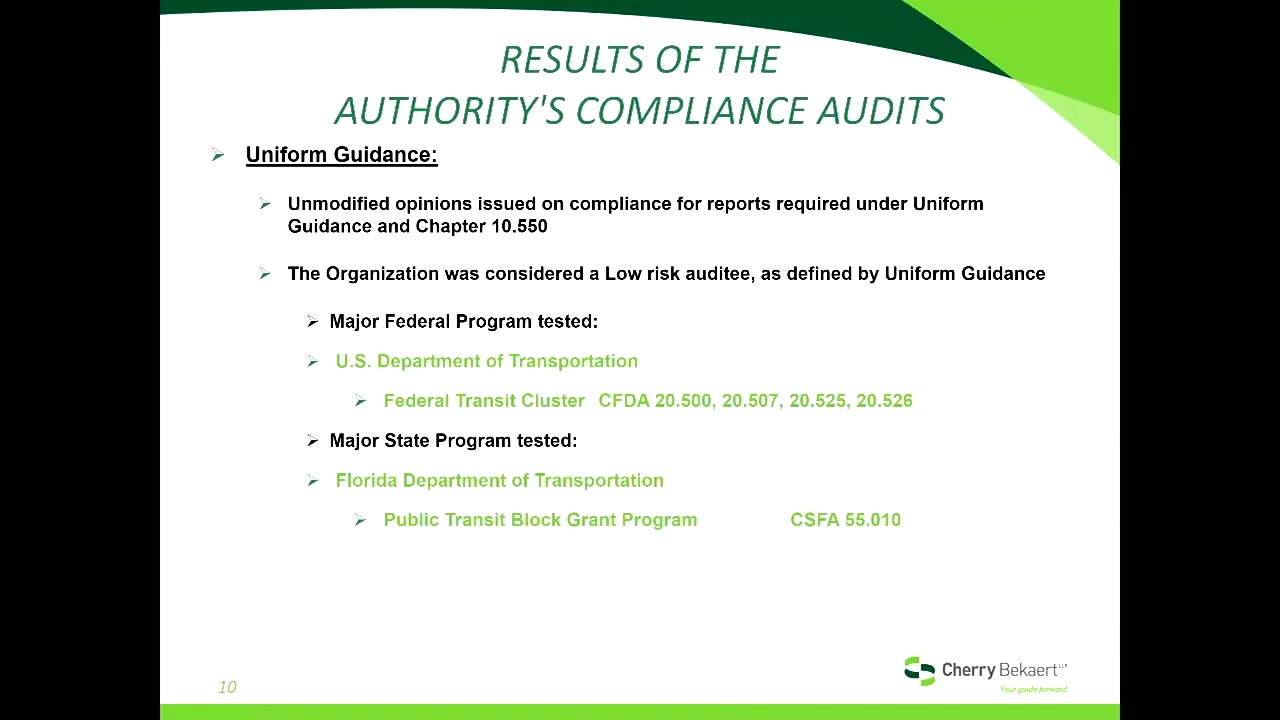 RESULTS OF THE
AUTHORITY'S COMPLIANCE AUDITS
Uniform Guidance:
Unmodified opinions issued on compliance for reports required under Uniform
Guidance and Chapter 10.550
The Organization was considered a Low risk auditee, as defined by Uniform Guidance
Major Federal Program tested:
U.S. Department of Transportation
Federal Transit Cluster CFDA 20.500, 20.507, 20.525, 20.526
Major State Program tested:
Florida Department of Transportation
Public Transit Block Grant Program CSFA 55.010
Cherry Bekaert LLP
Your guide forward
10